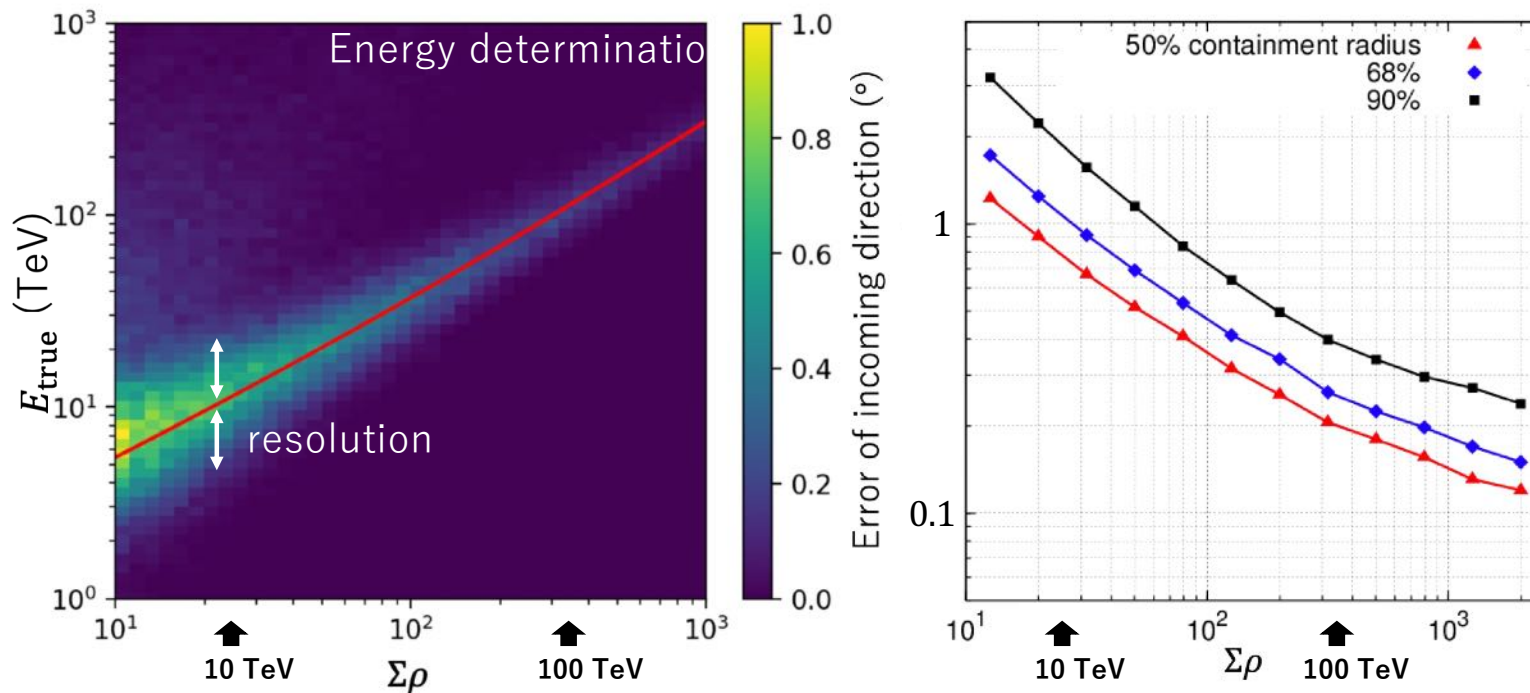 Energy determinatio
10³
10²
10¹
10⁰
E_true (TeV)
resolution
10¹
10²
10³
10 TeV
Σρ
100 TeV
1.0
0.8
0.6
0.4
0.2
0.0
Error of incoming direction (°)
50% containment radius
68%
90%
1
0.1
10¹
10²
10³
10 TeV
Σρ
100 TeV